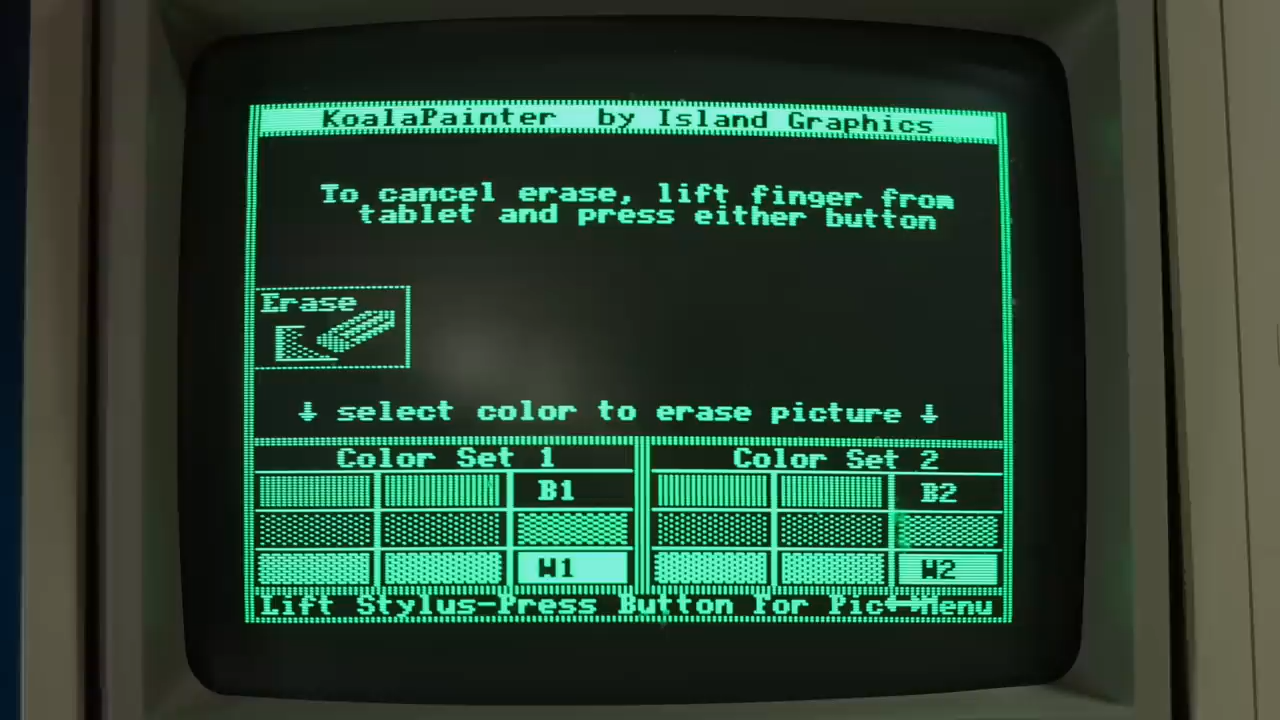 KoalaPainter by Island Graphics
To cancel erase, lift finger from
tablet and press either button
Erase
↓ select color to erase picture ↓
Color Set 1 Color Set 2
B1 B2
W1 W2
Lift Stylus-Press Button For Pict Menu